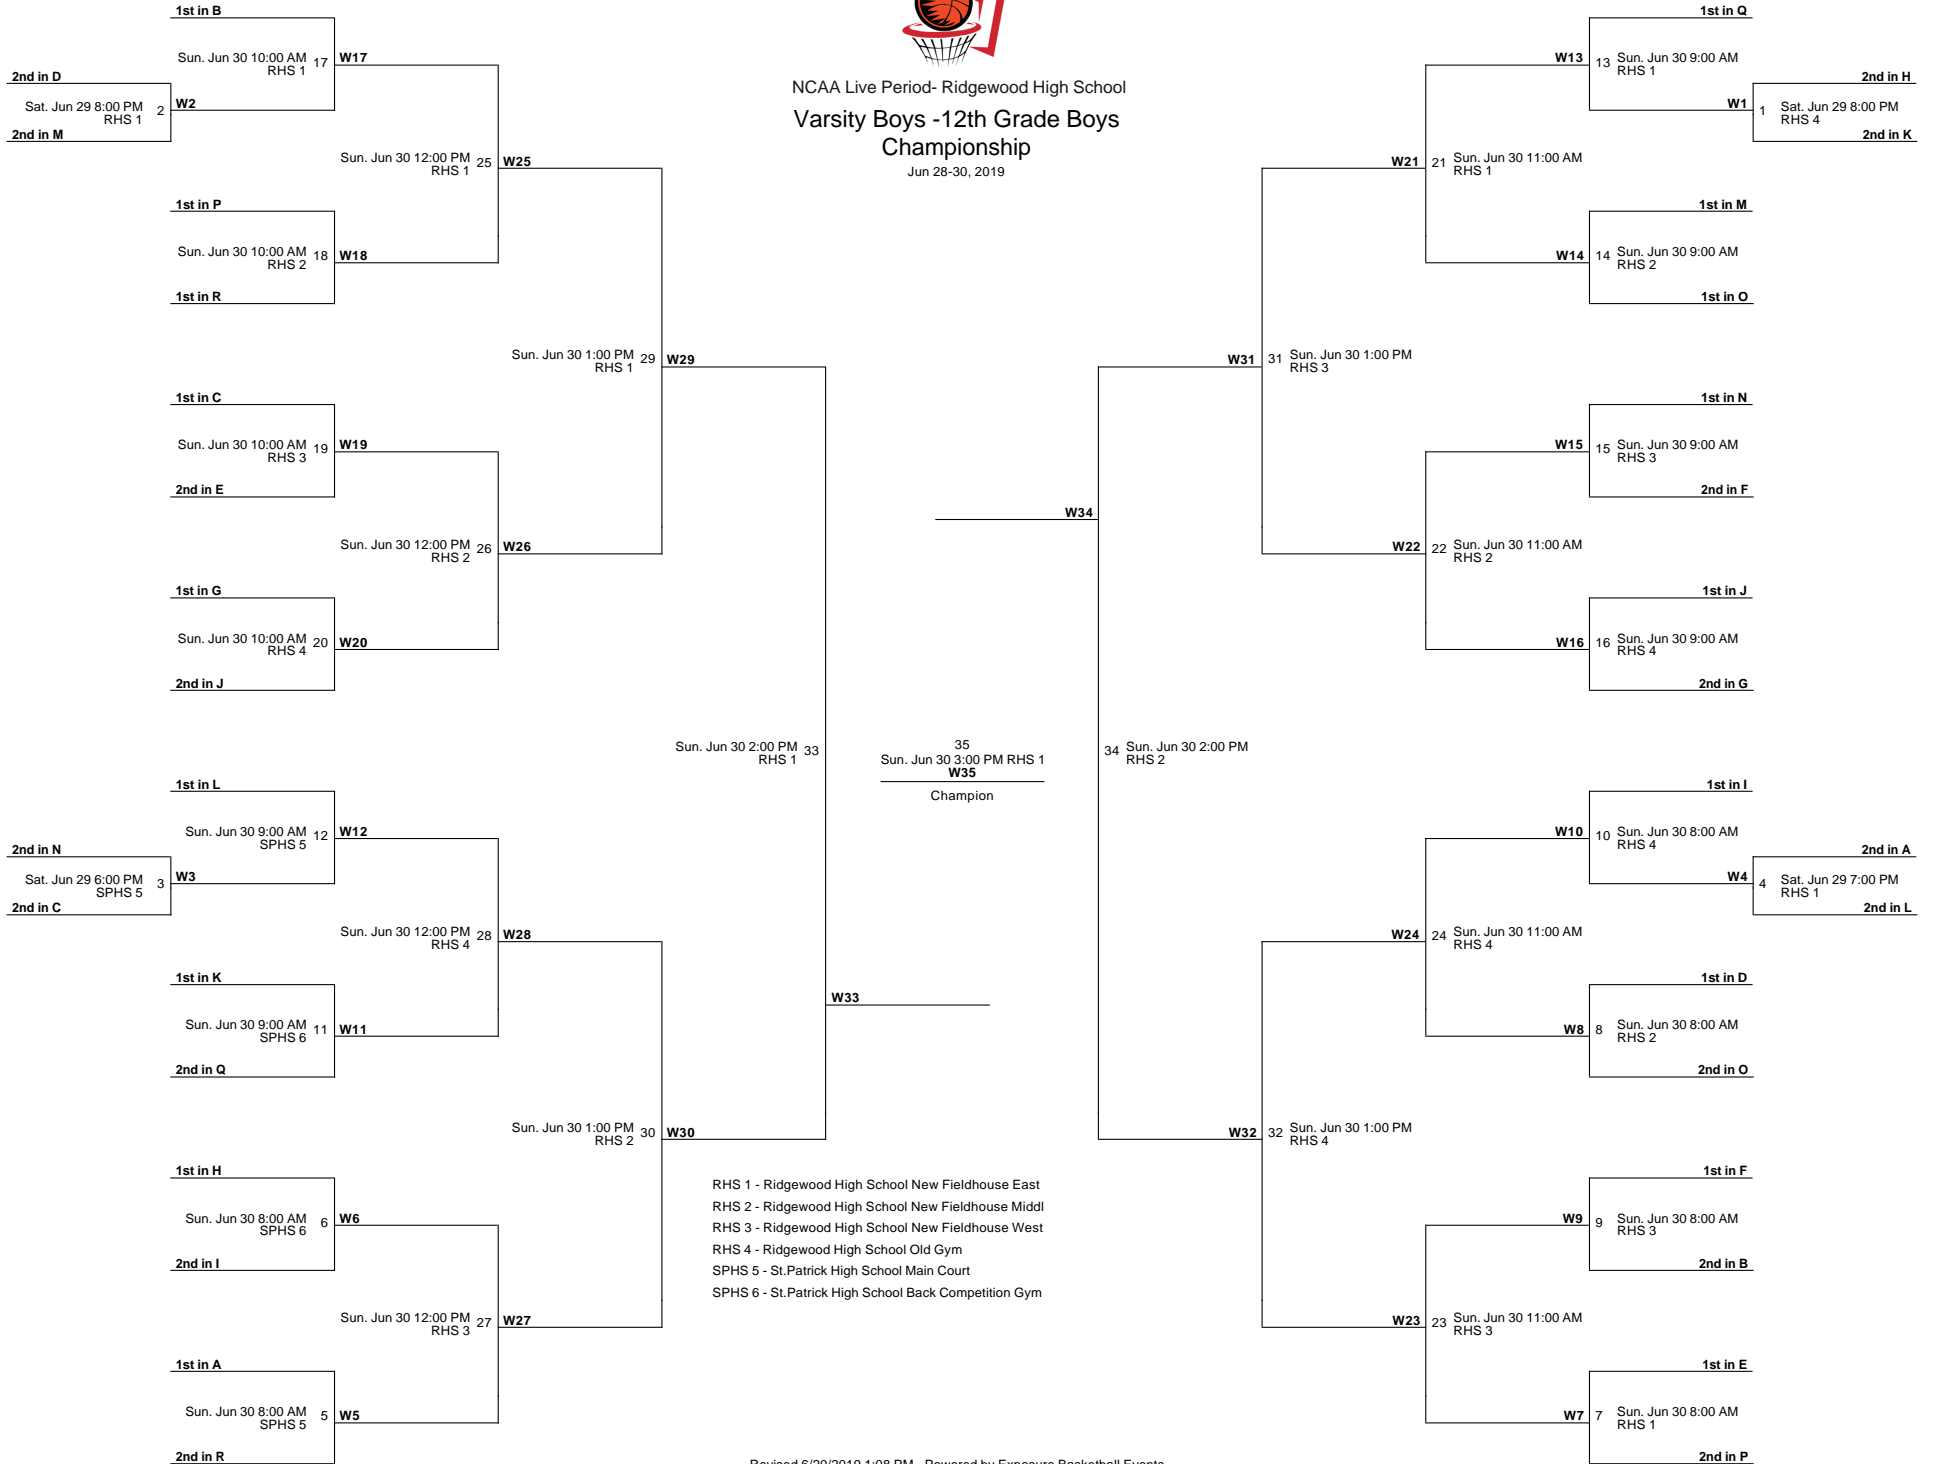 NCAA Live Period- Ridgewood High School
Varsity Boys -12th Grade Boys
Championship
Jun 28-30, 2019
1st in B
Sun. Jun 30 10:00 AM 17 W17
RHS 1
2nd in D
Sat. Jun 29 8:00 PM 2 W2
RHS 1
2nd in M
Sun. Jun 30 12:00 PM 25 W25
RHS 1
1st in P
Sun. Jun 30 10:00 AM 18 W18
RHS 2
1st in R
Sun. Jun 30 1:00 PM 29 W29
RHS 1
1st in C
Sun. Jun 30 10:00 AM 19 W19
RHS 3
2nd in E
Sun. Jun 30 12:00 PM 26 W26
RHS 2
1st in G
Sun. Jun 30 10:00 AM 20 W20
RHS 4
2nd in J
Sun. Jun 30 2:00 PM 33
RHS 1
1st in L
Sun. Jun 30 9:00 AM 12 W12
SPHS 5
2nd in N
Sat. Jun 29 6:00 PM 3 W3
SPHS 5
2nd in C
Sun. Jun 30 12:00 PM 28 W28
RHS 4
1st in K
Sun. Jun 30 9:00 AM 11 W11
SPHS 6
2nd in Q
W33
Sun. Jun 30 1:00 PM 30 W30
RHS 2
1st in H
Sun. Jun 30 8:00 AM 6 W6
SPHS 6
2nd in I
Sun. Jun 30 12:00 PM 27 W27
RHS 3
1st in A
Sun. Jun 30 8:00 AM 5 W5
SPHS 5
2nd in R
35
Sun. Jun 30 3:00 PM RHS 1
W35
Champion
1st in Q
W13 13 Sun. Jun 30 9:00 AM
RHS 1
2nd in H
W1 1 Sat. Jun 29 8:00 PM
RHS 4
2nd in K
W21 21 Sun. Jun 30 11:00 AM
RHS 1
1st in M
W14 14 Sun. Jun 30 9:00 AM
RHS 2
1st in O
W31 31 Sun. Jun 30 1:00 PM
RHS 3
1st in N
W15 15 Sun. Jun 30 9:00 AM
RHS 3
2nd in F
W34
W22 22 Sun. Jun 30 11:00 AM
RHS 2
1st in J
W16 16 Sun. Jun 30 9:00 AM
RHS 4
2nd in G
34 Sun. Jun 30 2:00 PM
RHS 2
1st in I
W10 10 Sun. Jun 30 8:00 AM
RHS 4
2nd in A
W4 4 Sat. Jun 29 7:00 PM
RHS 1
2nd in L
W24 24 Sun. Jun 30 11:00 AM
RHS 4
1st in D
W8 8 Sun. Jun 30 8:00 AM
RHS 2
2nd in O
W32 32 Sun. Jun 30 1:00 PM
RHS 4
1st in F
W9 9 Sun. Jun 30 8:00 AM
RHS 3
2nd in B
W23 23 Sun. Jun 30 11:00 AM
RHS 3
1st in E
W7 7 Sun. Jun 30 8:00 AM
RHS 1
2nd in P
RHS 1 - Ridgewood High School New Fieldhouse East
RHS 2 - Ridgewood High School New Fieldhouse Middl
RHS 3 - Ridgewood High School New Fieldhouse West
RHS 4 - Ridgewood High School Old Gym
SPHS 5 - St.Patrick High School Main Court
SPHS 6 - St.Patrick High School Back Competition Gym
Revised 6/20/2019 1:08 PM - Powered by Exposure Basketball Events